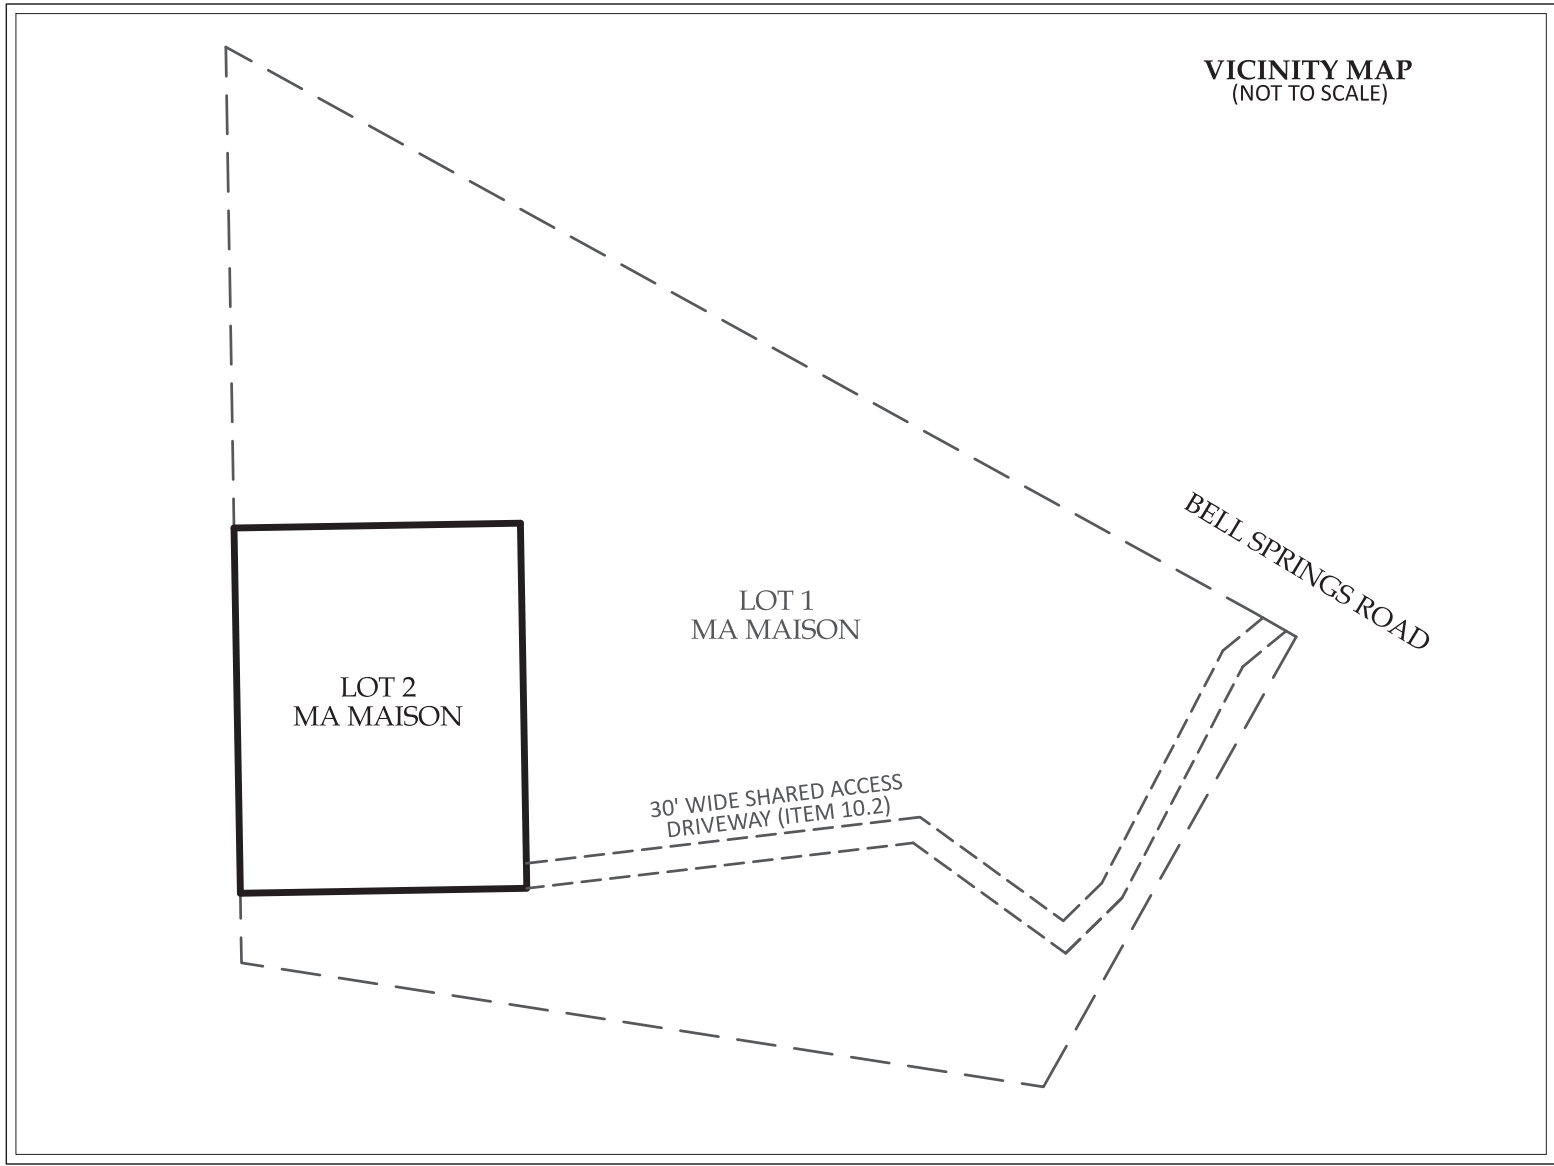 VICINITY MAP
(NOT TO SCALE)
BELL SPRINGS ROAD
LOT 1
MA MAISON
LOT 2
MA MAISON
30' WIDE SHARED ACCESS
DRIVEWAY (ITEM 10.2)